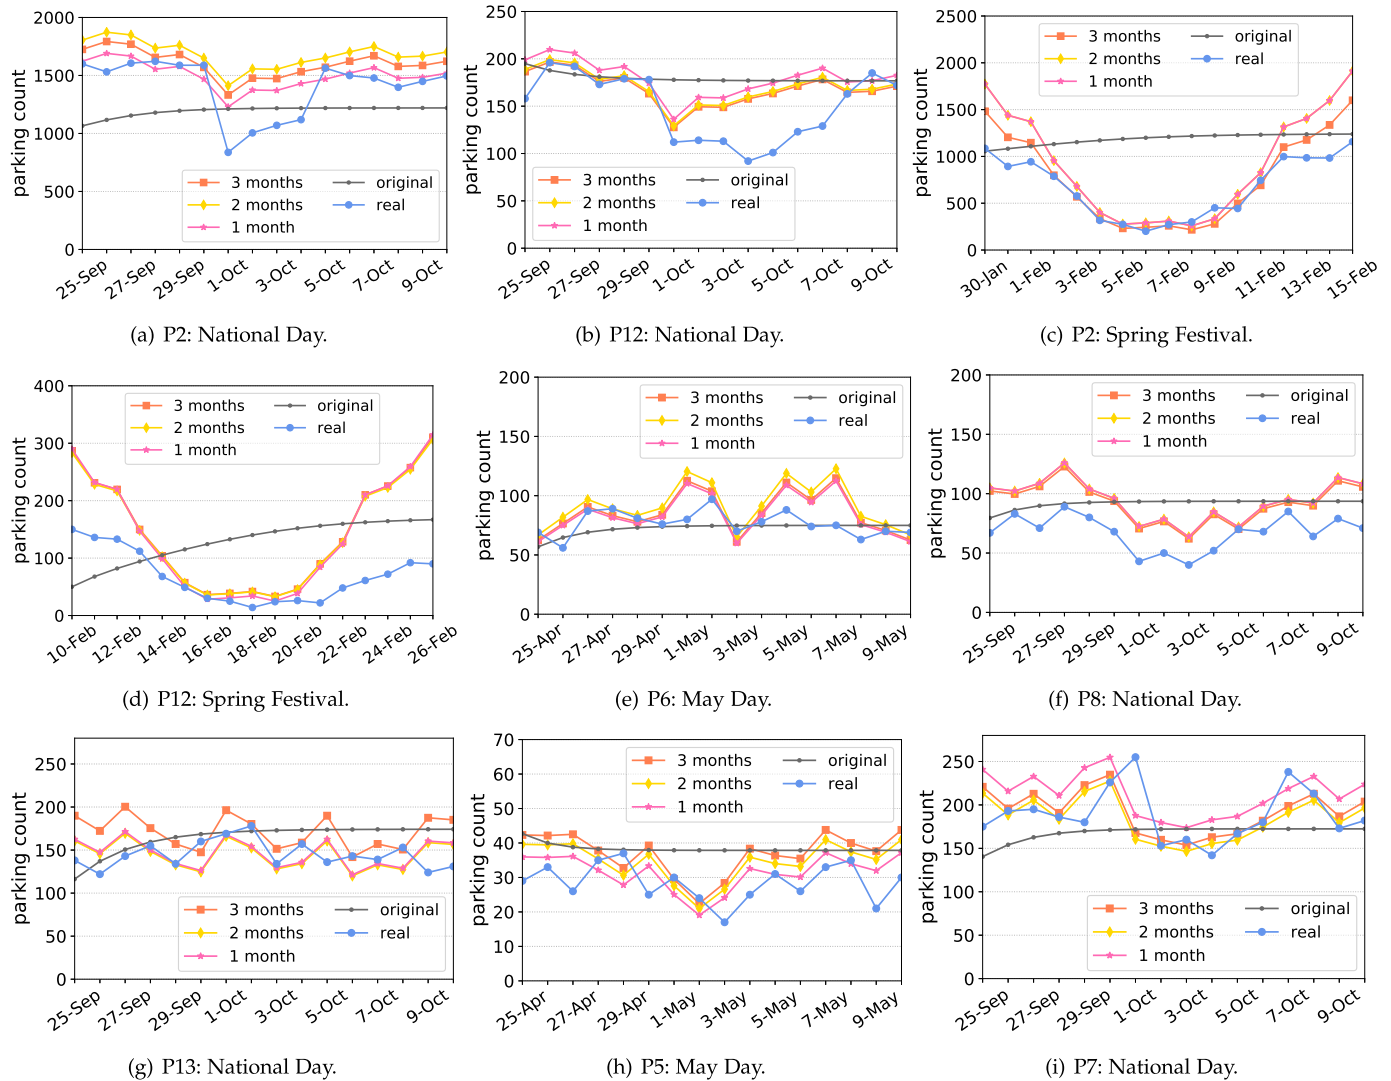 2000
1500
1000
500
0
parking count
3 months
2 months
1 month
original
real
25-Sep
27-Sep
29-Sep
1-Oct
3-Oct
5-Oct
7-Oct
9-Oct
(a) P2: National Day.
250
200
150
100
50
0
parking count
3 months
2 months
1 month
original
real
25-Sep
27-Sep
29-Sep
1-Oct
3-Oct
5-Oct
7-Oct
9-Oct
(b) P12: National Day.
2500
2000
1500
1000
500
0
parking count
3 months
2 months
1 month
original
real
30-Jan
1-Feb
3-Feb
5-Feb
7-Feb
9-Feb
11-Feb
13-Feb
15-Feb
(c) P2: Spring Festival.
400
300
200
100
0
parking count
3 months
2 months
1 month
original
real
10-Feb
12-Feb
14-Feb
16-Feb
18-Feb
20-Feb
22-Feb
24-Feb
26-Feb
(d) P12: Spring Festival.
200
150
100
50
0
parking count
3 months
2 months
1 month
original
real
25-Apr
27-Apr
29-Apr
1-May
3-May
5-May
7-May
9-May
(e) P6: May Day.
200
150
100
50
0
parking count
3 months
2 months
1 month
original
real
25-Sep
27-Sep
29-Sep
1-Oct
3-Oct
5-Oct
7-Oct
9-Oct
(f) P8: National Day.
250
200
150
100
50
0
parking count
3 months
2 months
1 month
original
real
25-Sep
27-Sep
29-Sep
1-Oct
3-Oct
5-Oct
7-Oct
9-Oct
(g) P13: National Day.
70
60
50
40
30
20
10
0
parking count
3 months
2 months
1 month
original
real
25-Apr
27-Apr
29-Apr
1-May
3-May
5-May
7-May
9-May
(h) P5: May Day.
250
200
150
100
50
0
parking count
3 months
2 months
1 month
original
real
25-Sep
27-Sep
29-Sep
1-Oct
3-Oct
5-Oct
7-Oct
9-Oct
(i) P7: National Day.